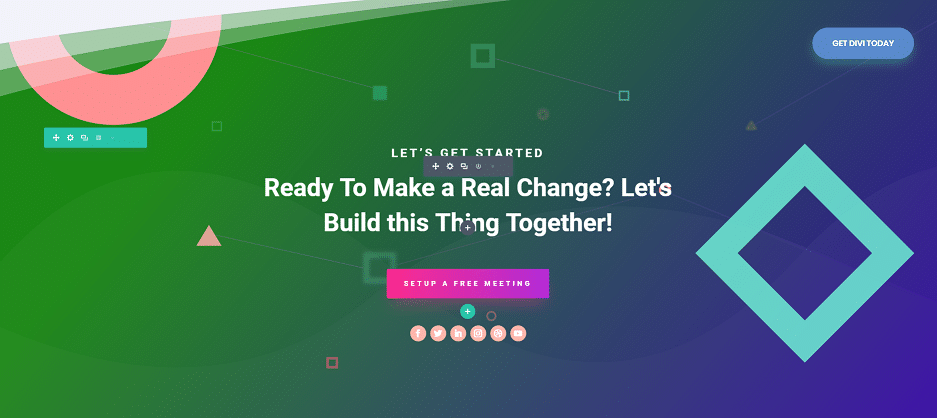 GET DIVI TODAY
LET'S GET STARTED
Ready To Make a Real Change? Let's
Build this Thing Together!
SETUP A FREE MEETING